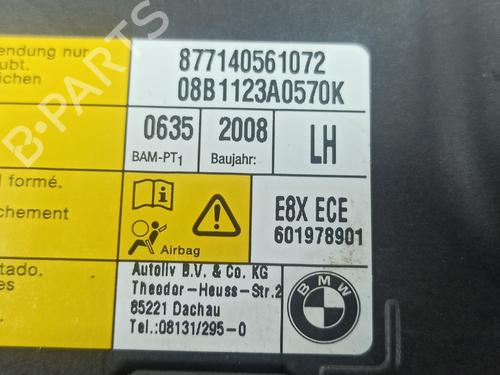 endung nur
ubt.
ichen
877140561072
08B1123A0570K
0635
BAM-PT1
2008
Baujahr:
LH
l formé.
chement
Airbag
E8X ECE
601978901
tado.
es
Autoliv B.V. & Co. KG
Theodor-Heuss-Str.2
85221 Dachau
Tel.:08131/295-0
BMW
B-Parts